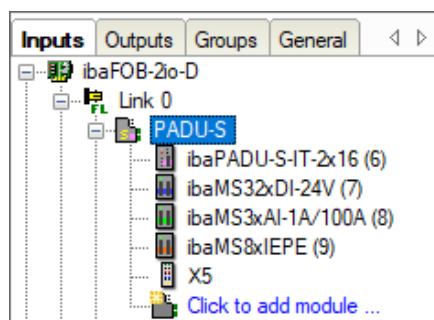 Inputs Outputs Groups General
ibaFOB-2io-D
FL Link 0
S PADU-S
ibaPADU-S-IT-2x16 (6)
ibaMS32xDI-24V (7)
ibaMS3xAI-1A/100A (8)
ibaMS8xIEPE (9)
X5
Click to add module ...